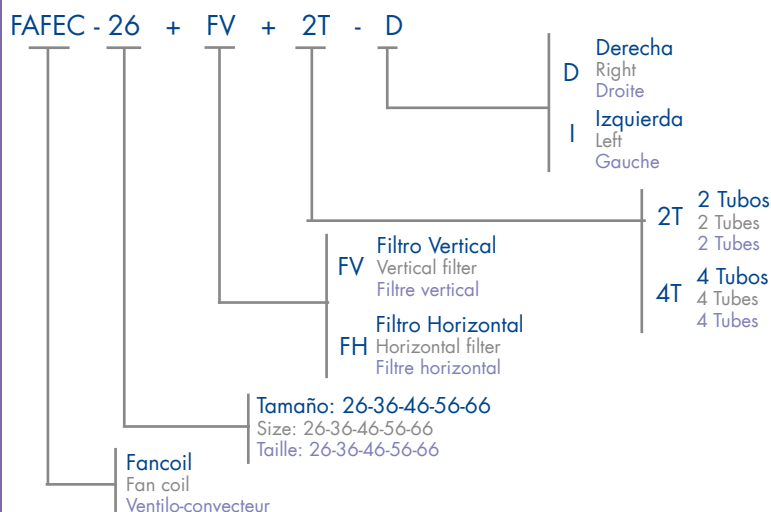 FAFEC - 26 + FV + 2T - D
D
Derecha
Right
Droite
I
Izquierda
Left
Gauche
2T
2 Tubos
2 Tubes
2 Tubes
4T
4 Tubos
4 Tubes
4 Tubes
FV
Filtro Vertical
Vertical filter
Filtre vertical
FH
Filtro Horizontal
Horizontal filter
Filtre horizontal
Tamaño: 26-36-46-56-66
Size: 26-36-46-56-66
Taille: 26-36-46-56-66
Fancoil
Fan coil
Ventilo-convecteur